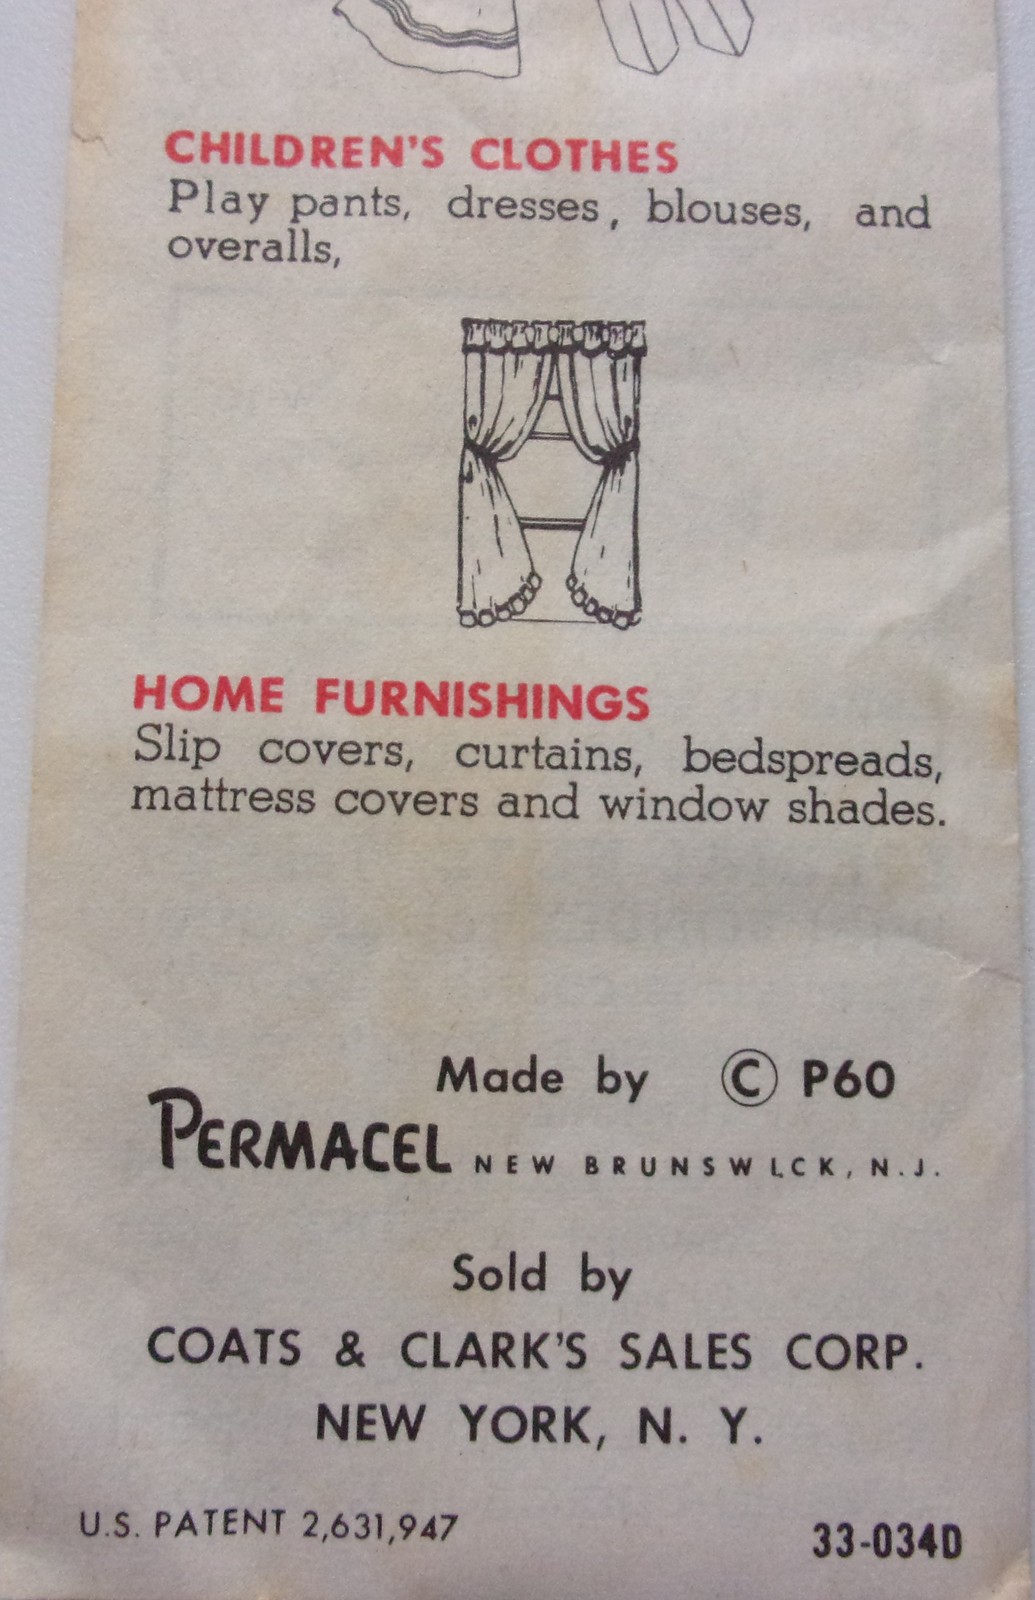 CHILDREN'S CLOTHES
Play pants, dresses, blouses, and
overalls,
HOME FURNISHINGS
Slip covers, curtains, bedspreads,
mattress covers and window shades.
Made by © P60
PERMACEL NEW BRUNSWLCK, N.J.
Sold by
COATS & CLARK'S SALES CORP.
NEW YORK, N. Y.
U.S. PATENT 2,631,947 33-034D